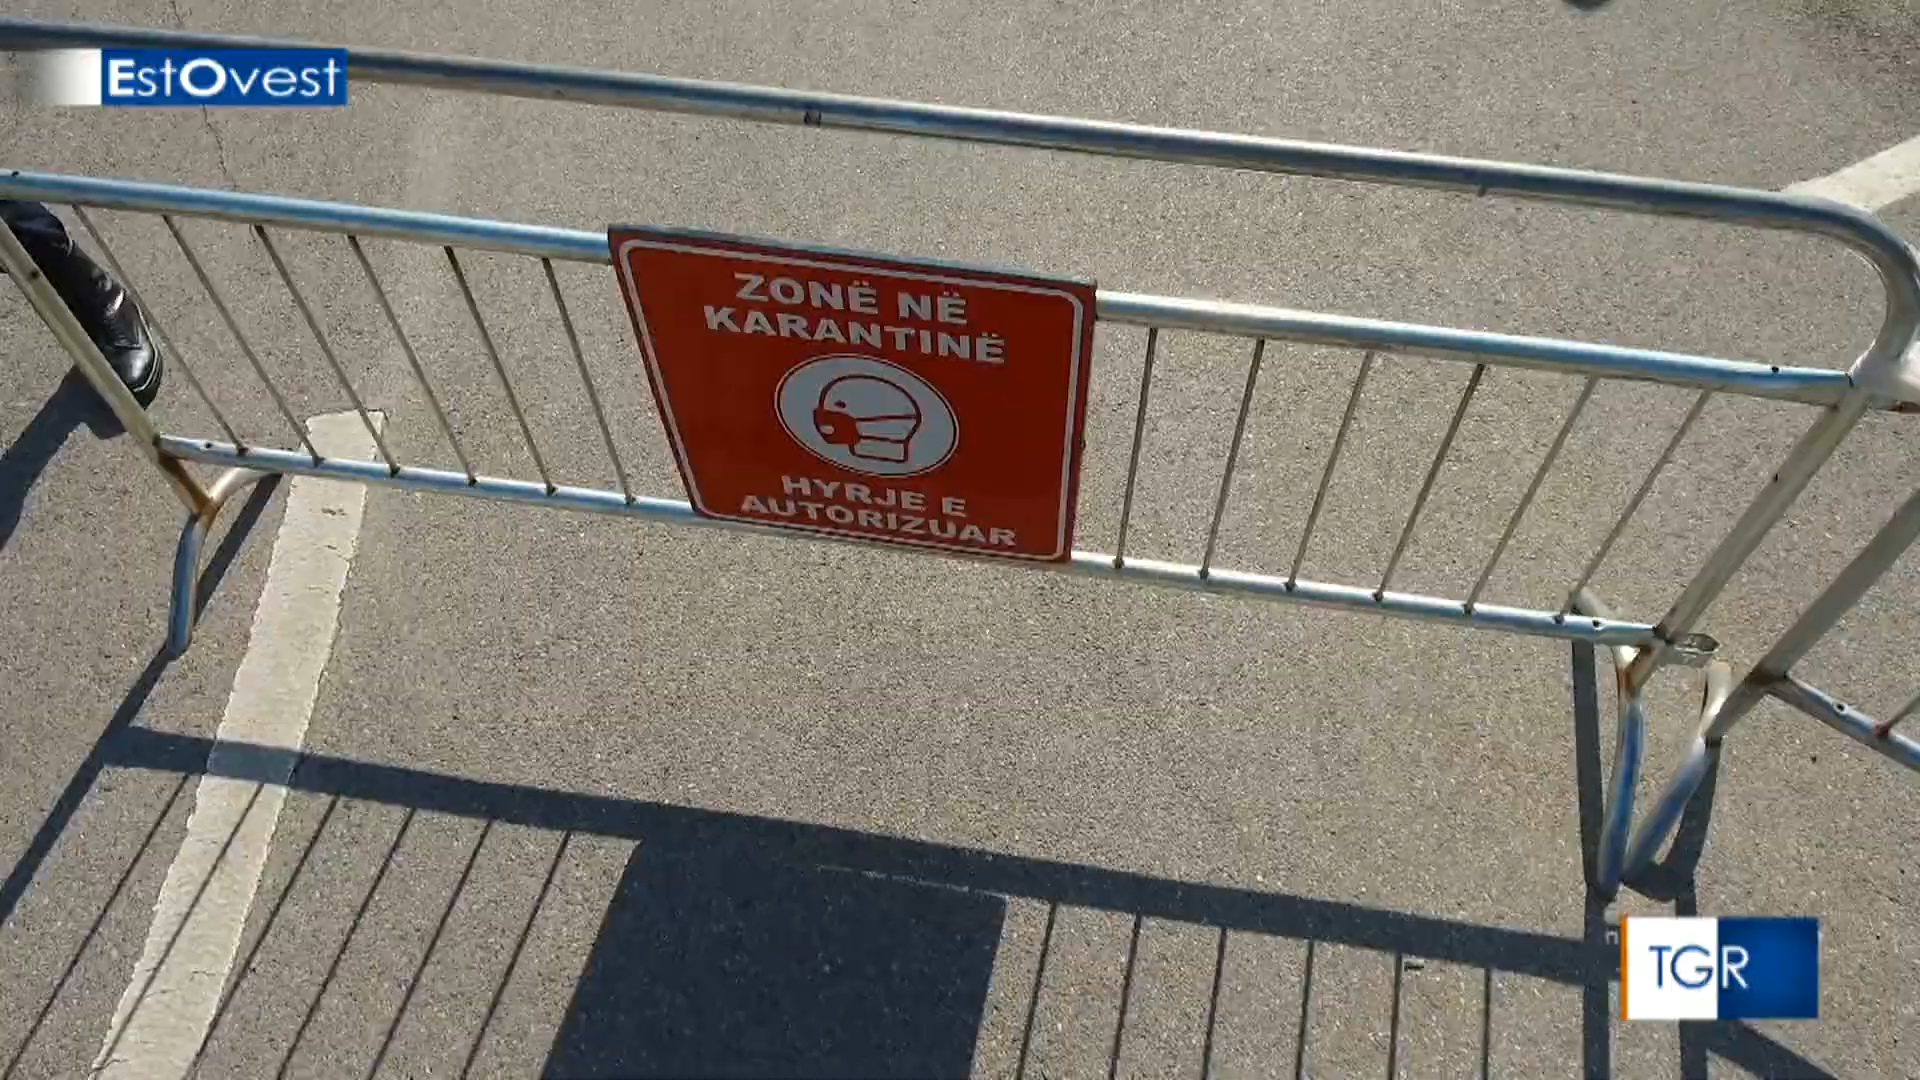 EstOvest
ZONË NË
KARANTINË
HYRJE E
AUTORIZUAR
TGR